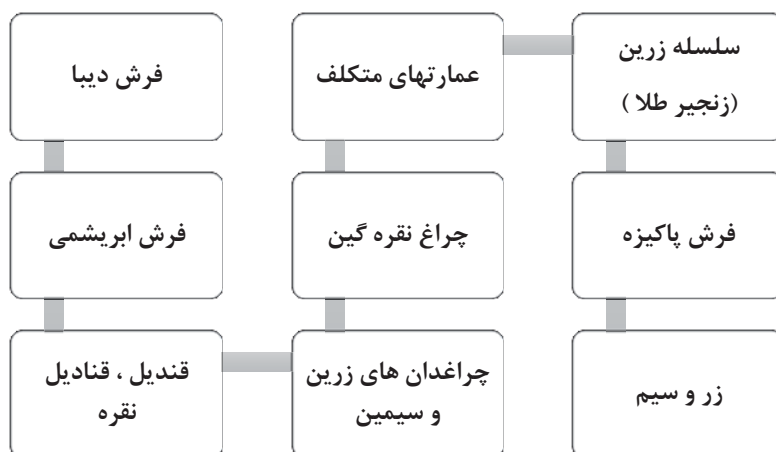 سلسله زرین
(زنجیر طلا )
عمارتهای متکلف
فرش دیبا
فرش پاکیزه
چراغ نقره گین
فرش ابریشمی
زر و سیم
چراغدان های زرین
و سیمین
قندیل ، قنادیل
نقره